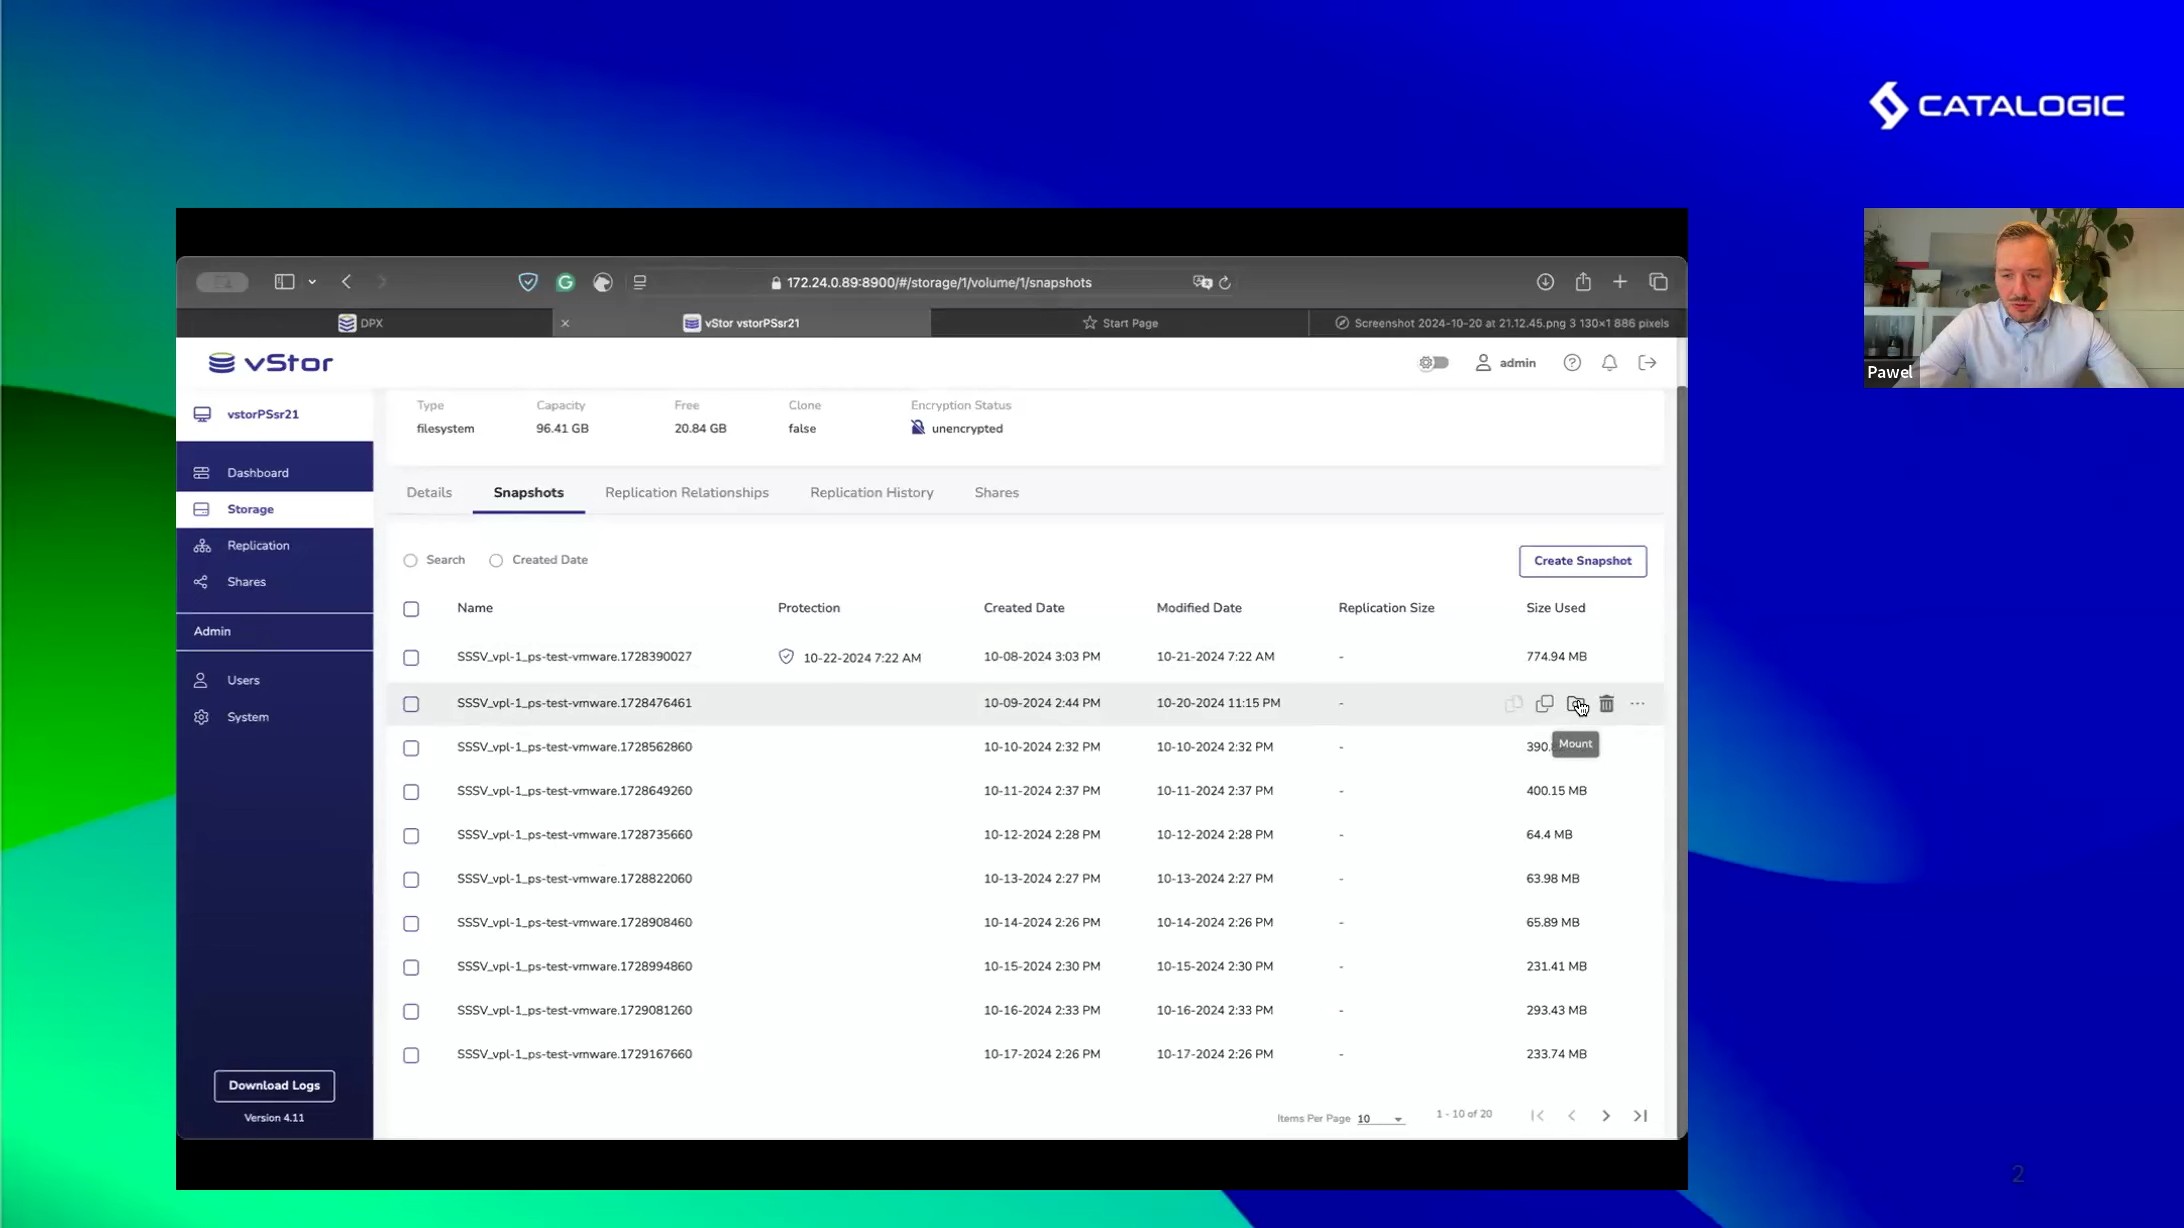 CATALOGIC
172.24.0.89:8900/#/storage/1/volume/1/snapshots
DPX
vStor vstorPSsr21
Start Page
Screenshot 2024-10-20 at 21.12.45.png 3 130×1 886 pixels
vStor
admin
Pawel
vstorPSsr21
Type Capacity Free Clone Encryption Status
filesystem 96.41 GB 20.84 GB false unencrypted
Dashboard
Storage
Replication
Shares
Admin
Users
System
Download Logs
Version 4.11
Details Snapshots Replication Relationships Replication History Shares
Search Created Date Create Snapshot
Name Protection Created Date Modified Date Replication Size Size Used
SSSV_vpl-1_ps-test-vmware.1728390027 10-22-2024 7:22 AM 10-08-2024 3:03 PM 10-21-2024 7:22 AM - 774.94 MB
SSSV_vpl-1_ps-test-vmware.1728476461 10-09-2024 2:44 PM 10-20-2024 11:15 PM - ...
Mount
SSSV_vpl-1_ps-test-vmware.1728562860 10-10-2024 2:32 PM 10-10-2024 2:32 PM - 390.
SSSV_vpl-1_ps-test-vmware.1728649260 10-11-2024 2:37 PM 10-11-2024 2:37 PM - 400.15 MB
SSSV_vpl-1_ps-test-vmware.1728735660 10-12-2024 2:28 PM 10-12-2024 2:28 PM - 64.4 MB
SSSV_vpl-1_ps-test-vmware.1728822060 10-13-2024 2:27 PM 10-13-2024 2:27 PM - 63.98 MB
SSSV_vpl-1_ps-test-vmware.1728908460 10-14-2024 2:26 PM 10-14-2024 2:26 PM - 65.89 MB
SSSV_vpl-1_ps-test-vmware.1728994860 10-15-2024 2:30 PM 10-15-2024 2:30 PM - 231.41 MB
SSSV_vpl-1_ps-test-vmware.1729081260 10-16-2024 2:33 PM 10-16-2024 2:33 PM - 293.43 MB
SSSV_vpl-1_ps-test-vmware.1729167660 10-17-2024 2:26 PM 10-17-2024 2:26 PM - 233.74 MB
Items Per Page 10 1 - 10 of 20
2